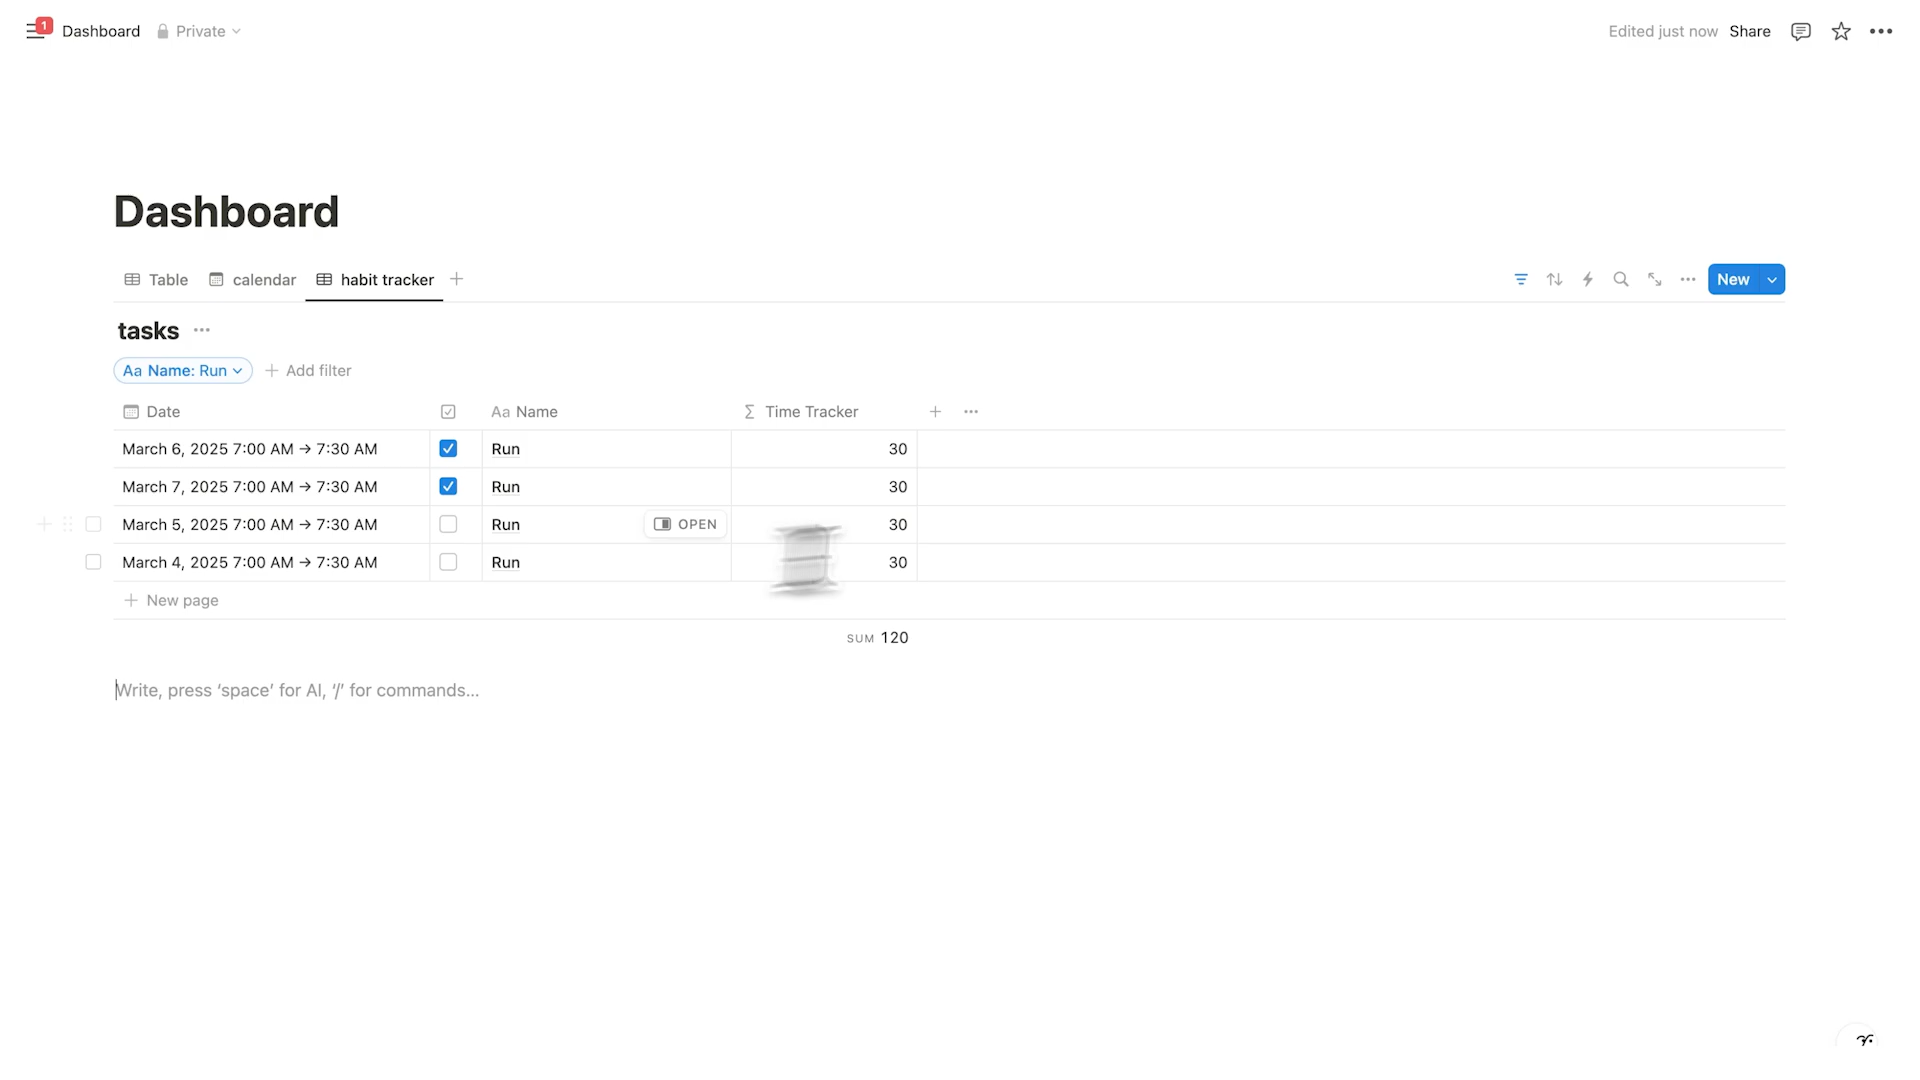 1 Dashboard Private Edited just now Share
Dashboard
Table calendar habit tracker New
tasks
Aa Name: Run Add filter
Date Aa Name Σ Time Tracker
March 6, 2025 7:00 AM → 7:30 AM Run 30
March 7, 2025 7:00 AM → 7:30 AM Run 30
March 5, 2025 7:00 AM → 7:30 AM Run OPEN 30
March 4, 2025 7:00 AM → 7:30 AM Run 30
New page
SUM 120
Write, press ‘space’ for AI, ‘/’ for commands...